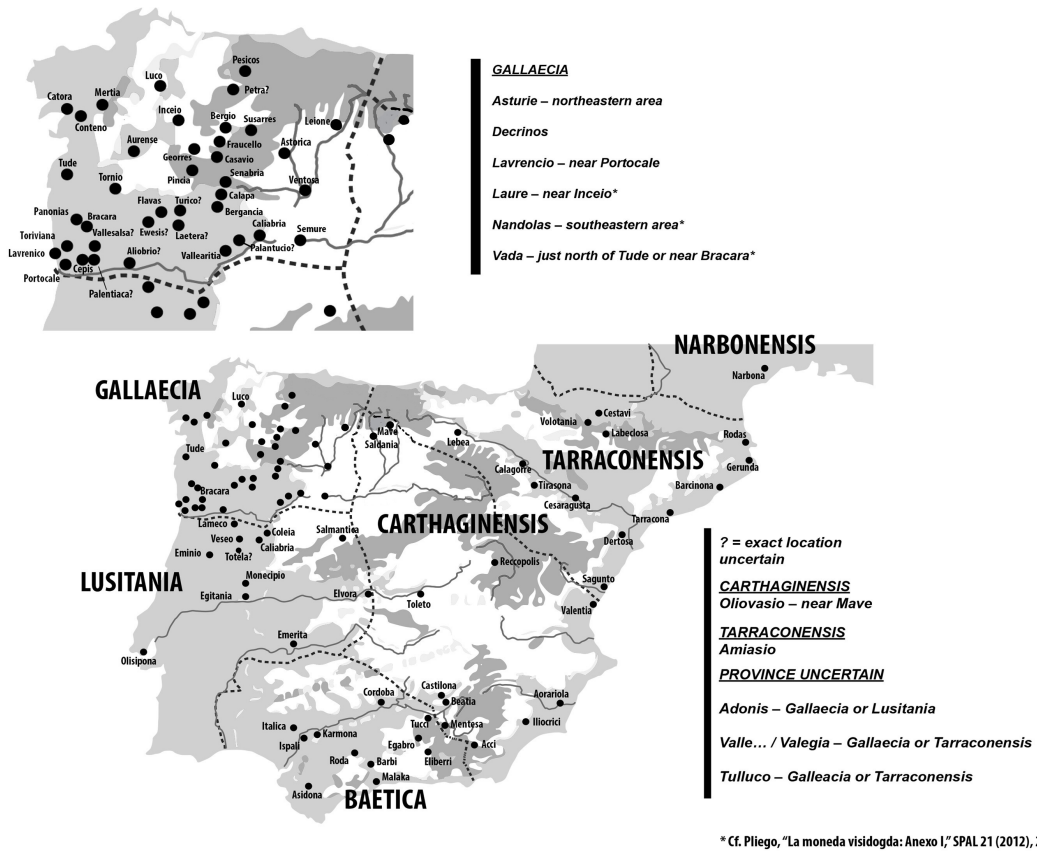 Pesicos
Luco
Petra?
Mertia
Catora
Conteno
Inceio
Bergio
Susarres
Leione
Aurense
Fraucello
Astorica
Georres
Casavio
Tude
Pincia
Senabria
Ventosa
Tornio
Calapa
Flavas
Turico?
Bergancia
Panonias
Bracara
Caliabria
Vallesalsa?
Ewesis?
Laetera?
Semure
Toriviana
Palantucio?
Lavrenico
Aliobrio?
Vallearitia
Cepis
Portocale
Palentiaca?
GALLAECIA
Asturie – northeastern area
Decrinos
Lavrencio – near Portocale
Laure – near Inceio*
Nandolas – southeastern area*
Vada – just north of Tude or near Bracara*
NARBONENSIS
Narbona
GALLAECIA
Luco
Cestavi
Volotania
Labeclosa
Mave
Saldania
Lebea
Rodas
Tude
TARRACONENSIS
Calagorre
Gerunda
Tirasona
Barcinona
Bracara
Cesaragusta
Tarracona
Lameco
CARTHAGINENSIS
Coleia
Salmantica
Veseo
Dertosa
Caliabria
Eminio
Totela?
Reccopolis
LUSITANIA
Monecipio
Sagunto
Egitania
Elvora
Toleto
Valentia
Emerita
Olisipona
Castilona
Cordoba
Beatia
Aorariola
Italica
Tucci
Mentesa
Iliocrici
Karmona
Ispali
Egabro
Acci
Roda
Barbi
Eliberri
Malaka
Asidona
BAETICA
? = exact location
uncertain
CARTHAGINENSIS
Oliovasio – near Mave
TARRACONENSIS
Amiasio
PROVINCE UNCERTAIN
Adonis – Gallaecia or Lusitania
Valle… / Valegia – Gallaecia or Tarraconensis
Tulluco – Galleacia or Tarraconensis
* Cf. Pliego, “La moneda visidogda: Anexo I,” SPAL 21 (2012),